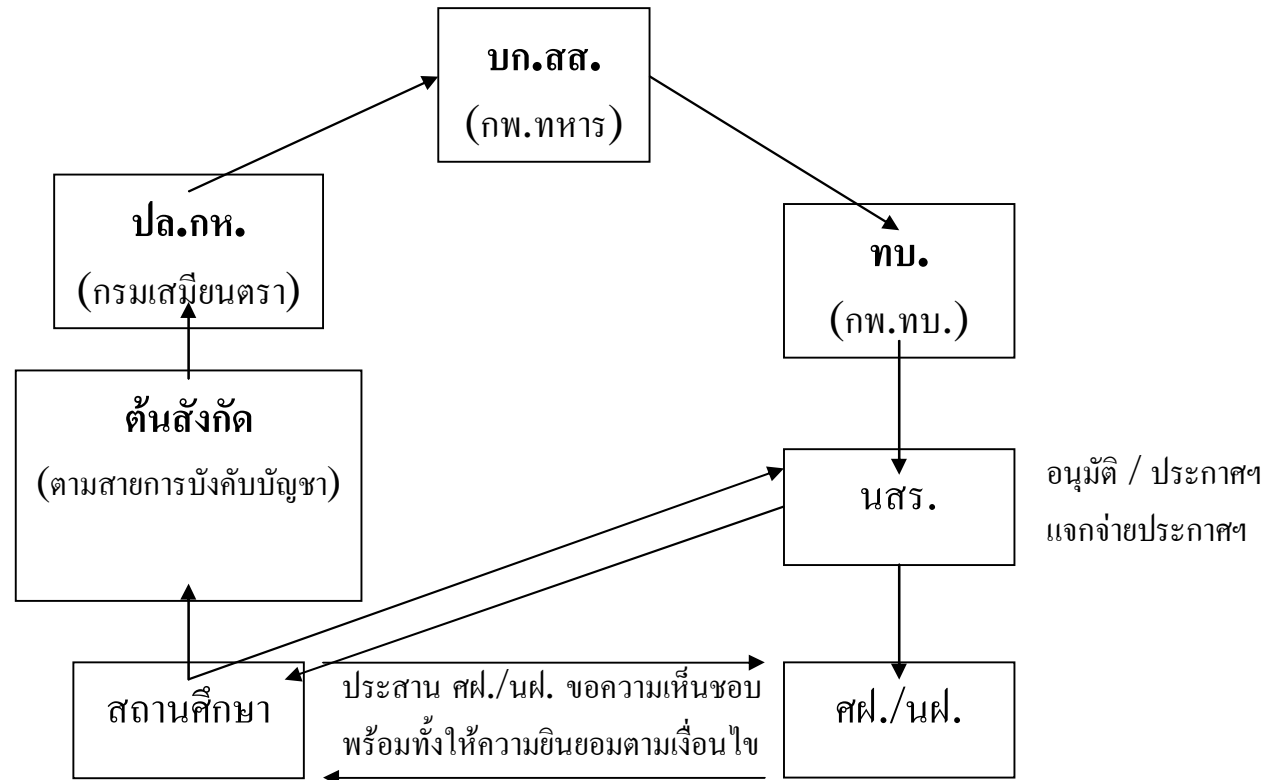 บก.สส.
(กพ.ทหาร)
ปล.กห.
(กรมเสมียนตรา)
ทบ.
(กพ.ทบ.)
ต้นสังกัด
(ตามสายการบังคับบัญชา)
นสร.
อนุมัติ / ประกาศฯ
แจกจ่ายประกาศฯ
สถานศึกษา
ประสาน ศฝ./นฝ. ขอความเห็นชอบ
พร้อมทั้งให้ความยินยอมตามเงื่อนไข
ศฝ./นฝ.